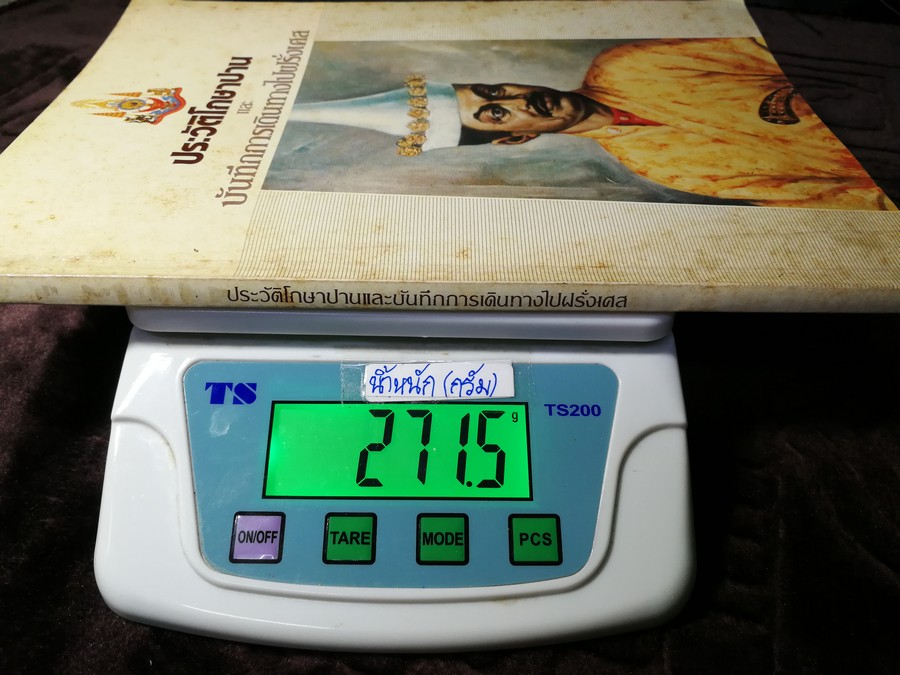 ประวัติโกษาปาน
และ
บันทึกการเดินทางไปฝรั่งเศส
ประวัติโกษาปานและบันทึกการเดินทางไปฝรั่งเศส
น้ำหนัก (กรัม)
TS
TS200
271.5 g
ON/OFF
TARE
MODE
PCS